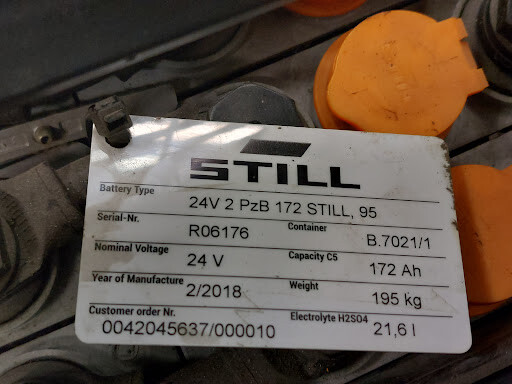 STILL
Battery Type 24V 2 PzB 172 STILL, 95
Serial-Nr. R06176 Container B.7021/1
Nominal Voltage 24 V Capacity C5 172 Ah
Year of Manufacture 2/2018 Weight 195 kg
Customer order Nr. 0042045637/000010 Electrolyte H2SO4 21,6 l